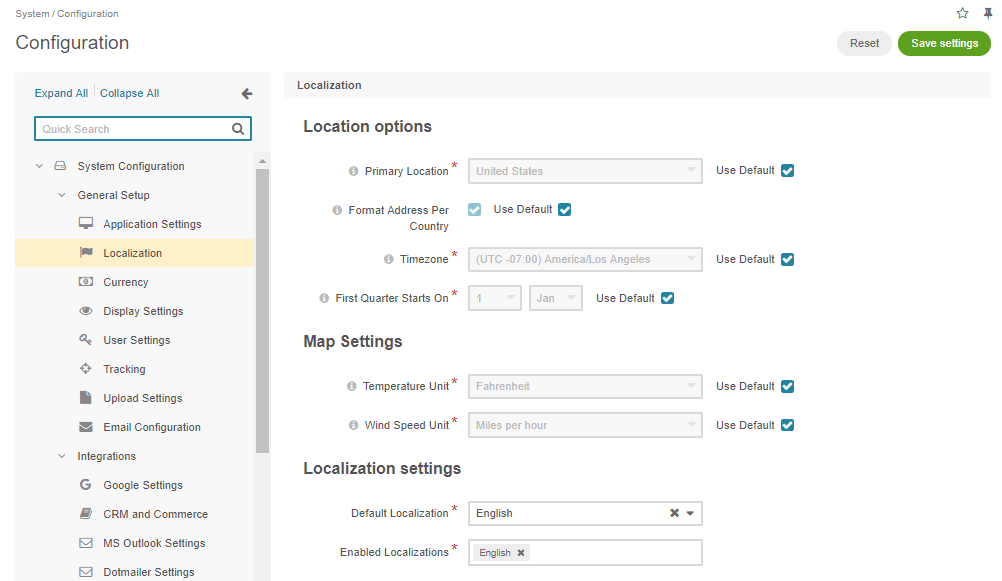 System / Configuration
Configuration
Reset
Save settings
Expand All
Collapse All
Quick Search
System Configuration
General Setup
Application Settings
Localization
Currency
Display Settings
User Settings
Tracking
Upload Settings
Email Configuration
Integrations
Google Settings
CRM and Commerce
MS Outlook Settings
Dotmailer Settings
Localization
Location options
Primary Location * United States Use Default
Format Address Per
Country
Use Default
Timezone * (UTC -07:00) America/Los Angeles Use Default
First Quarter Starts On * 1 Jan Use Default
Map Settings
Temperature Unit * Fahrenheit Use Default
Wind Speed Unit * Miles per hour Use Default
Localization settings
Default Localization * English
Enabled Localizations * English